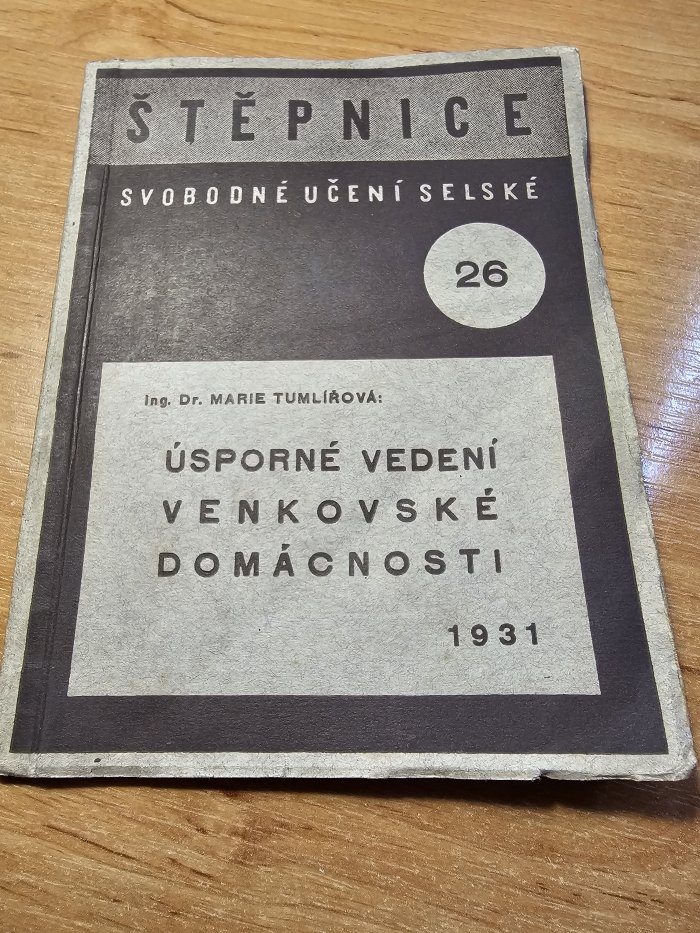 ŠTĚPNICE
SVOBODNÉ UČENÍ SELSKÉ
26
Ing. Dr. MARIE TUMLÍŘOVÁ:
ÚSPORNÉ VEDENÍ
VENKOVSKÉ
DOMÁCNOSTI
1931